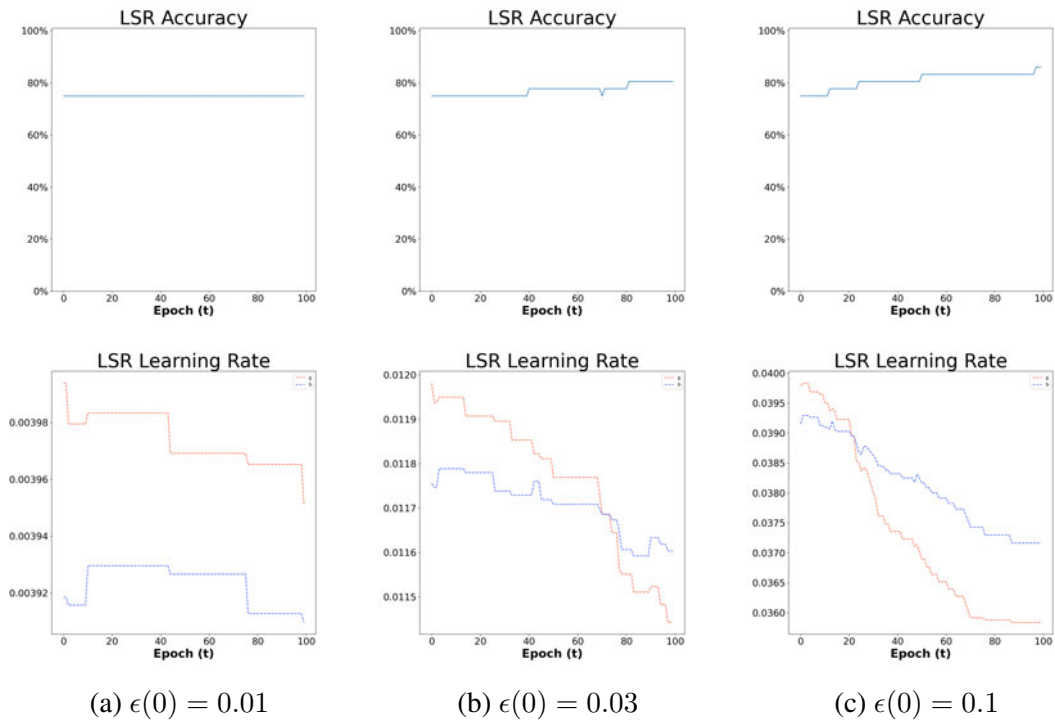 LSR Accuracy
100%
80%
60%
40%
20%
0%
0 20 40 60 80 100
Epoch (t)
LSR Accuracy
100%
80%
60%
40%
20%
0%
0 20 40 60 80 100
Epoch (t)
LSR Accuracy
100%
80%
60%
40%
20%
0%
0 20 40 60 80 100
Epoch (t)
LSR Learning Rate
0.00398
0.00396
0.00394
0.00392
0 20 40 60 80 100
Epoch (t)
LSR Learning Rate
0.0120
0.0119
0.0118
0.0117
0.0116
0.0115
0 20 40 60 80 100
Epoch (t)
LSR Learning Rate
0.0400
0.0395
0.0390
0.0385
0.0380
0.0375
0.0370
0.0365
0.0360
0 20 40 60 80 100
Epoch (t)
(a) ϵ(0) = 0.01
(b) ϵ(0) = 0.03
(c) ϵ(0) = 0.1